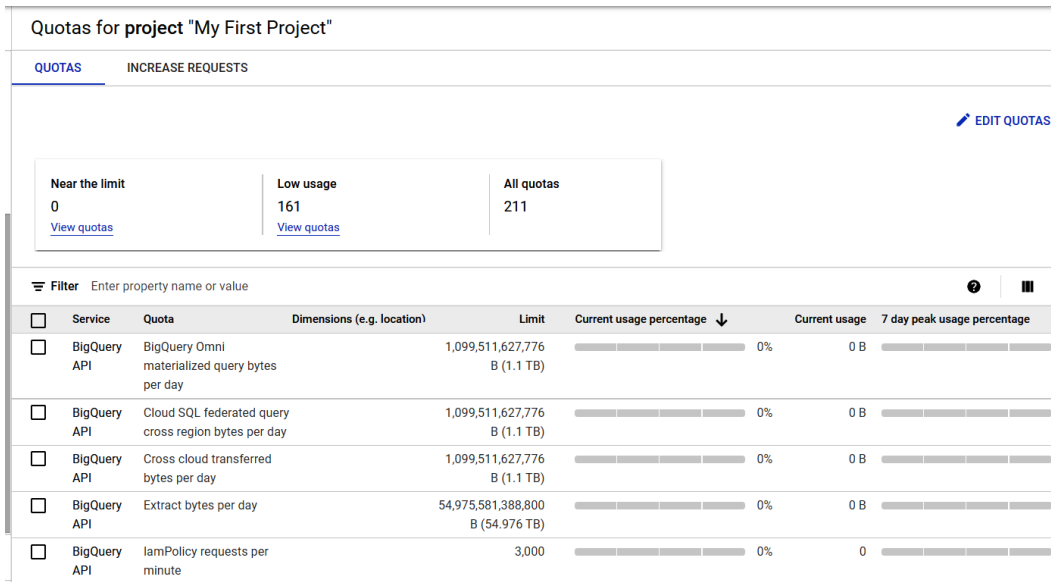 Quotas for project "My First Project"
QUOTAS INCREASE REQUESTS
EDIT QUOTAS
Near the limit Low usage All quotas
0 161 211
View quotas View quotas
Filter Enter property name or value
Service Quota Dimensions (e.g. location) Limit Current usage percentage Current usage 7 day peak usage percentage
BigQuery BigQuery Omni 1,099,511,627,776 0% 0 B
API materialized query bytes B (1.1 TB)
per day
BigQuery Cloud SQL federated query 1,099,511,627,776 0% 0 B
API cross region bytes per day B (1.1 TB)
BigQuery Cross cloud transferred 1,099,511,627,776 0% 0 B
API bytes per day B (1.1 TB)
BigQuery Extract bytes per day 54,975,581,388,800 0% 0 B
API B (54.976 TB)
BigQuery IamPolicy requests per 3,000 0% 0
API minute